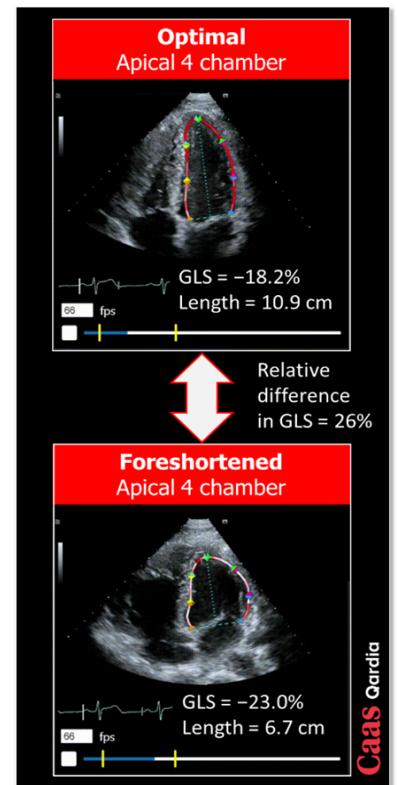 Optimal
Apical 4 chamber
GLS = −18.2%
Length = 10.9 cm
66 fps
Relative
difference
in GLS = 26%
Foreshortened
Apical 4 chamber
GLS = −23.0%
Length = 6.7 cm
66 fps
Caas Qardia